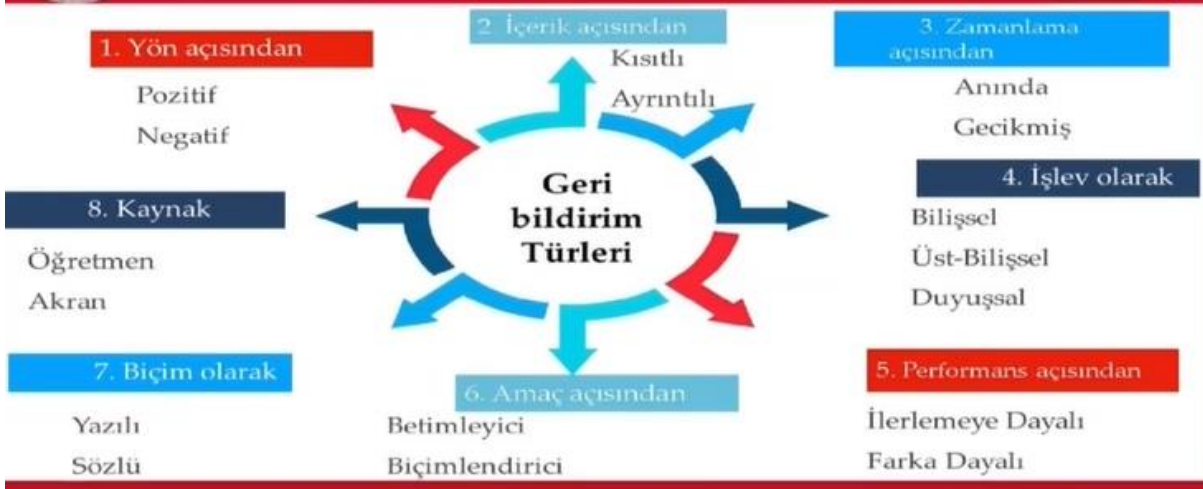 1. Yön açısından
Pozitif
Negatif
2 İçerik açısından
Kısıtlı
Ayrıntılı
3. Zamanlama
açısından
Anında
Gecikmiş
4. İşlev olarak
Bilişsel
Üst-Bilişsel
Duyuşsal
5. Performans açısından
İlerlemeye Dayalı
Farka Dayalı
6. Amaç açısından
Betimleyici
Biçimlendirici
7. Biçim olarak
Yazılı
Sözlü
8. Kaynak
Öğretmen
Akran
Geri
bildirim
Türleri